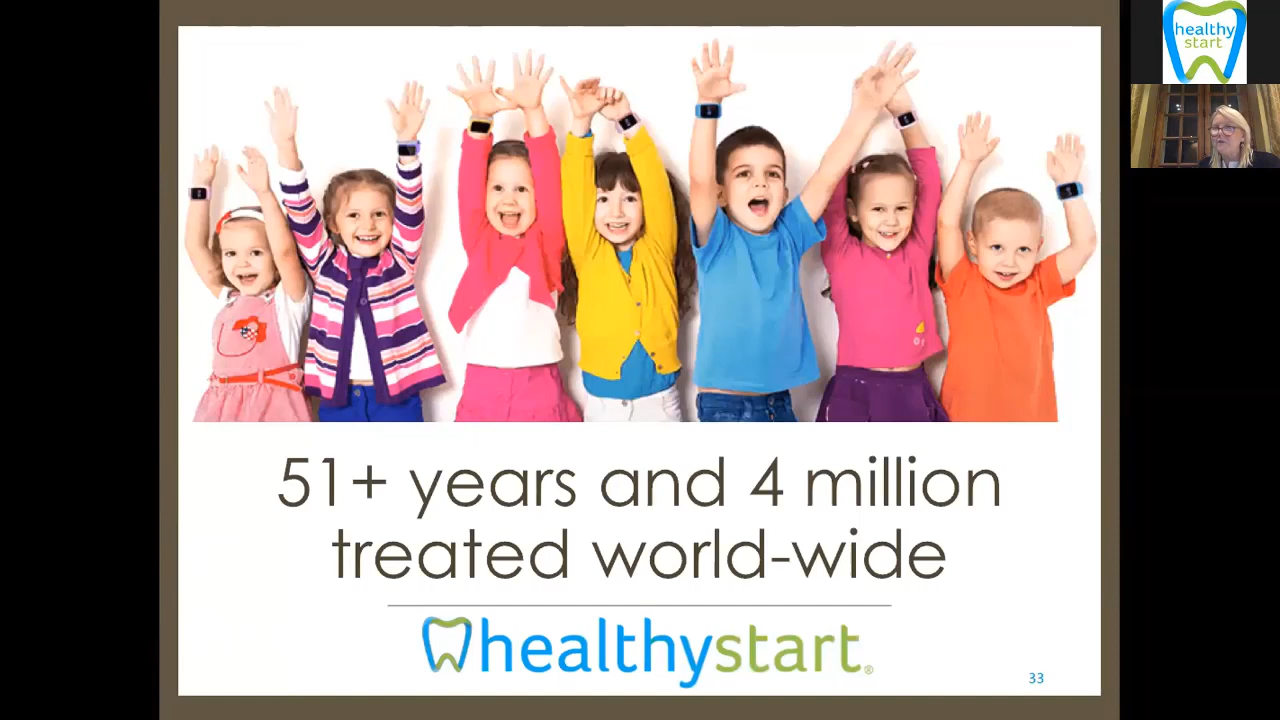 healthy
start
51+ years and 4 million
treated world-wide
healthystart®
33